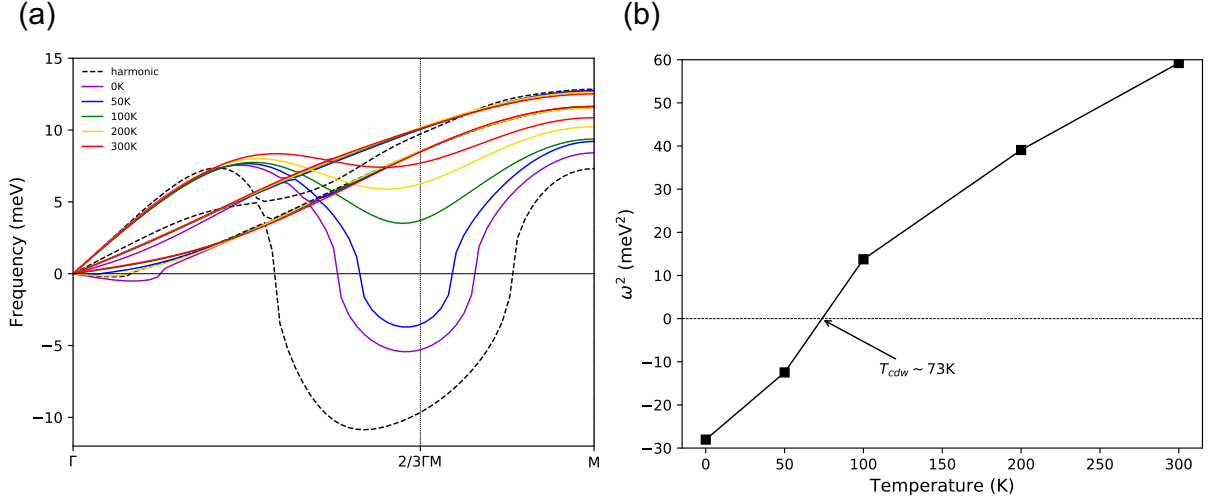 (a)
15
10
5
0
−5
−10
Frequency (meV)
harmonic
0K
50K
100K
200K
300K
Γ
2/3ΓM
M
(b)
60
50
40
30
20
10
0
−10
−20
−30
ω² (meV²)
T_cdw ~ 73K
0
50
100
150
200
250
300
Temperature (K)